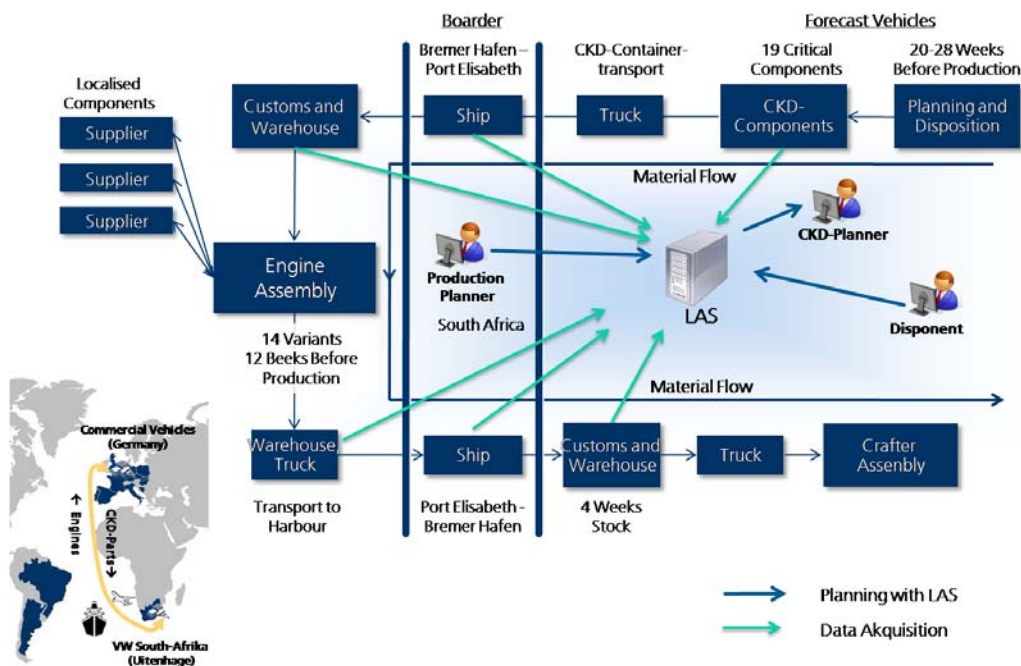 Boarder
Forecast Vehicles
Bremer Hafen –
Port Elisabeth
CKD-Container-
transport
19 Critical
Components
20-28 Weeks
Before Production
Localised
Components
Supplier
Supplier
Supplier
Customs and
Warehouse
Ship
Truck
CKD-
Components
Planning and
Disposition
Material Flow
Engine
Assembly
Production
Planner
South Africa
LAS
CKD-Planner
Disponent
14 Variants
12 Beeks Before
Production
Material Flow
Warehouse
Truck
Ship
Customs and
Warehouse
Truck
Crafter
Assembly
Transport to
Harbour
Port Elisabeth -
Bremer Hafen
4 Weeks
Stock
Commercial Vehicles
(Germany)
← Engines
CKD-Parts →
VW South-Afrika
(Uitenhage)
Planning with LAS
Data Akquisition